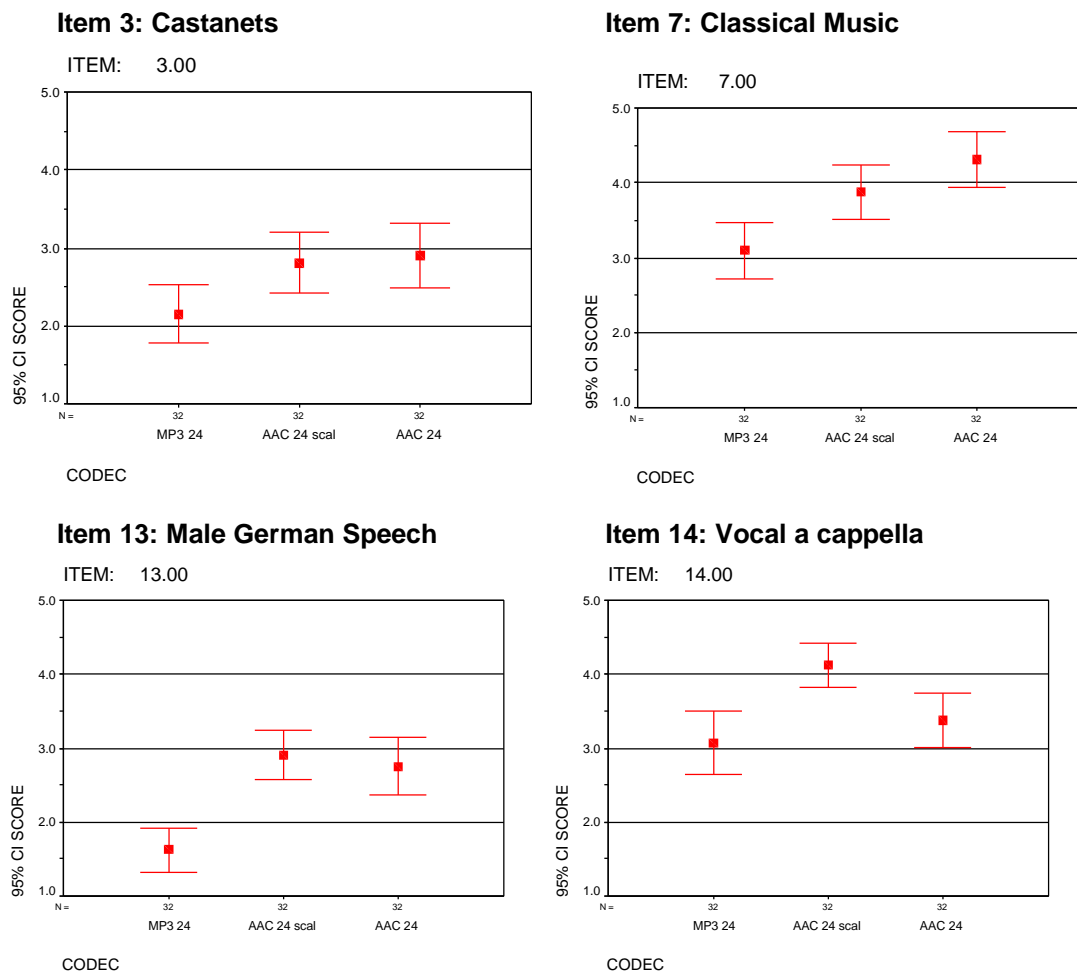 Item 3: Castanets
ITEM: 3.00
5.0
4.0
3.0
2.0
1.0
95% CI SCORE
N = 32 32 32
MP3 24 AAC 24 scal AAC 24
CODEC
Item 7: Classical Music
ITEM: 7.00
5.0
4.0
3.0
2.0
1.0
95% CI SCORE
N = 32 32 32
MP3 24 AAC 24 scal AAC 24
CODEC
Item 13: Male German Speech
ITEM: 13.00
5.0
4.0
3.0
2.0
1.0
95% CI SCORE
N = 32 32 32
MP3 24 AAC 24 scal AAC 24
CODEC
Item 14: Vocal a cappella
ITEM: 14.00
5.0
4.0
3.0
2.0
1.0
95% CI SCORE
N = 32 32 32
MP3 24 AAC 24 scal AAC 24
CODEC